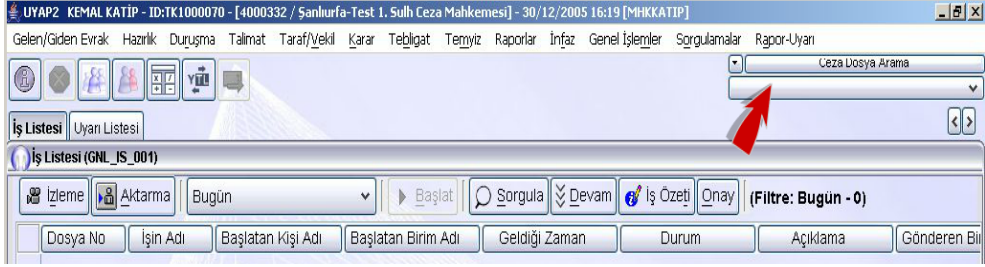 UYAP2 KEMAL KATİP - ID:TK1000070 - [4000332 / Şanlıurfa-Test 1. Sulh Ceza Mahkemesi] - 30/12/2005 16:19 [MHKKATIP]
Gelen/Giden Evrak Hazırlık Duruşma Talimat Taraf/Vekil Karar Tebligat Temyiz Raporlar İnfaz Genel İşlemler Sorgulamalar Rapor-Uyarı
YTL Ceza Dosya Arama
İş Listesi Uyarı Listesi
İş Listesi (GNL_IS_001)
İzleme Aktarma Bugün Başlat Sorgula Devam İş Özeti Onay (Filtre: Bugün - 0)
Dosya No İşin Adı Başlatan Kişi Adı Başlatan Birim Adı Geldiği Zaman Durum Açıklama Gönderen Bir